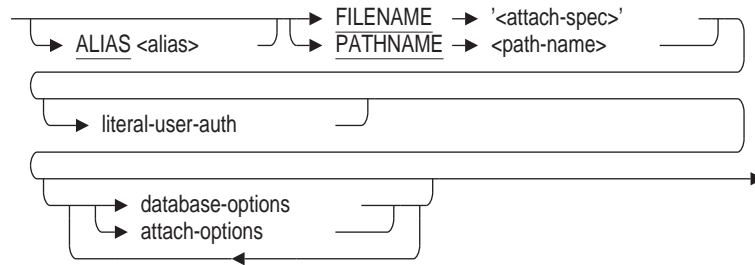 FILENAME '<attach-spec>'
ALIAS <alias> PATHNAME <path-name>
literal-user-auth
database-options
attach-options